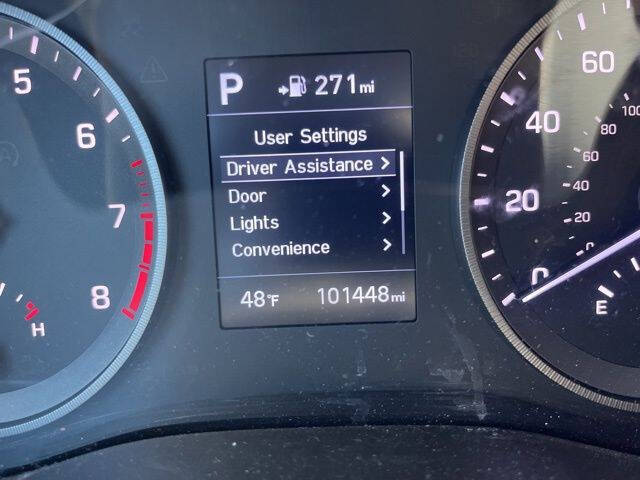 P 271 mi
User Settings
Driver Assistance >
Door >
Lights >
Convenience >
48°F 101448 mi
5
6
7
8
H
60
40
20
0
100
80
60
40
20
0
E